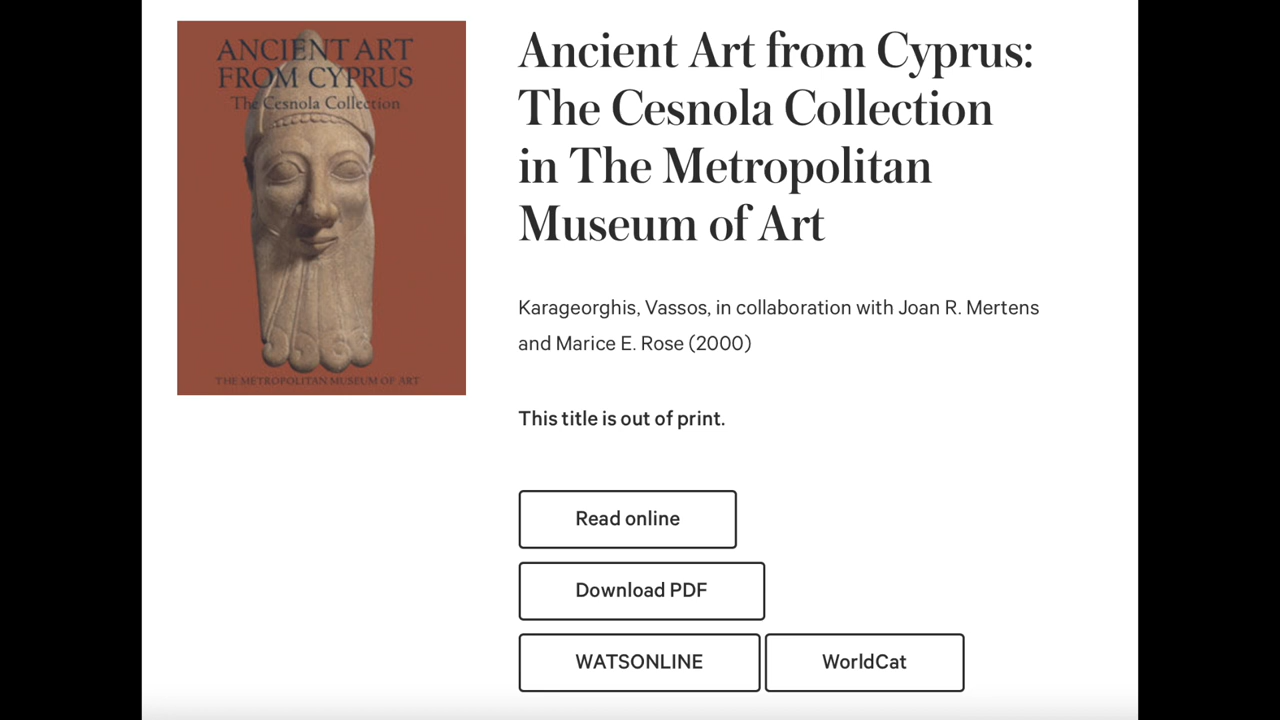 ANCIENT ART
FROM CYPRUS
The Cesnola Collection
THE METROPOLITAN MUSEUM OF ART
Ancient Art from Cyprus:
The Cesnola Collection
in The Metropolitan
Museum of Art
Karageorghis, Vassos, in collaboration with Joan R. Mertens
and Marice E. Rose (2000)
This title is out of print.
Read online
Download PDF
WATSONLINE WorldCat